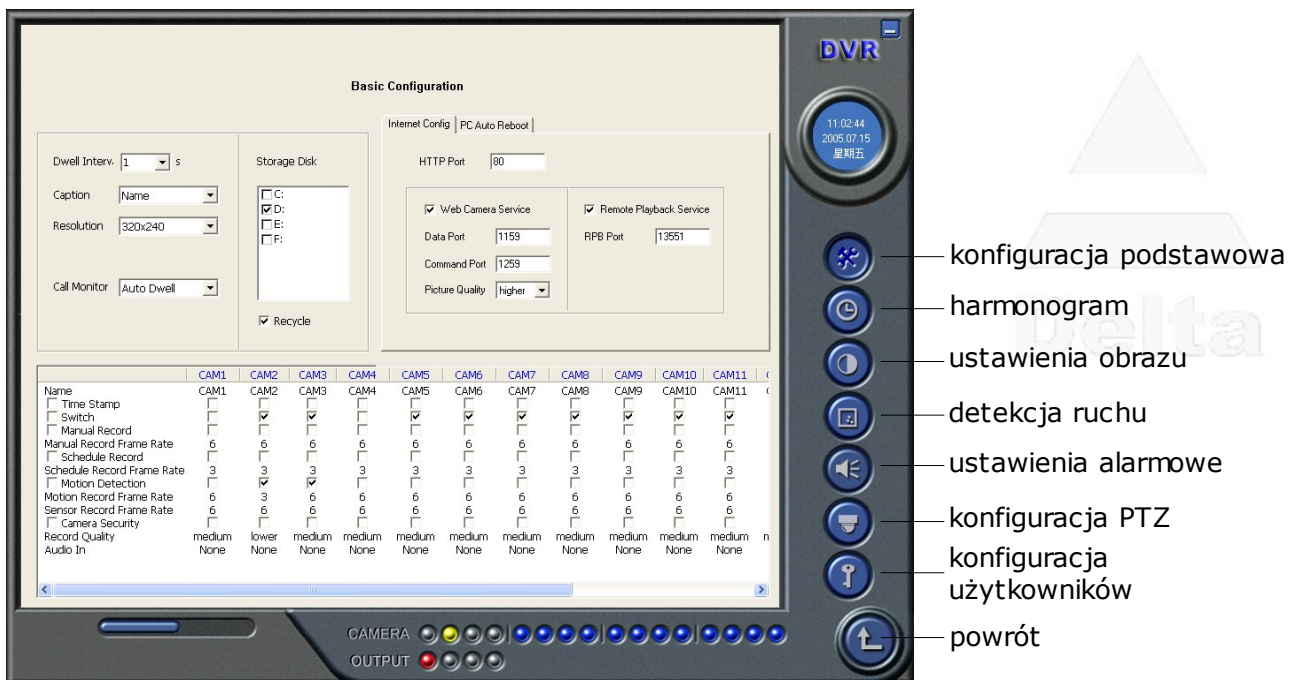 DVR
11:02:44
2005.07.15
星期五
Basic Configuration
Internet Config PC Auto Reboot
Dwell Interv. 1 s
Caption Name
Resolution 320x240
Call Monitor Auto Dwell
Storage Disk
C:
D:
E:
F:
Recycle
HTTP Port 80
Web Camera Service
Data Port 1159
Command Port 1259
Picture Quality higher
Remote Playback Service
RPB Port 13551
CAM1 CAM2 CAM3 CAM4 CAM5 CAM6 CAM7 CAM8 CAM9 CAM10 CAM11
Name CAM1 CAM2 CAM3 CAM4 CAM5 CAM6 CAM7 CAM8 CAM9 CAM10 CAM11
Time Stamp
Switch
Manual Record
Manual Record Frame Rate 6 6 6 6 6 6 6 6 6 6 6
Schedule Record
Schedule Record Frame Rate 3 3 3 3 3 3 3 3 3 3 3
Motion Detection
Motion Record Frame Rate 6 3 6 6 6 6 6 6 6 6 6
Sensor Record Frame Rate 6 6 6 6 6 6 6 6 6 6 6
Camera Security
Record Quality medium lower medium medium medium medium medium medium medium medium medium
Audio In None None None None None None None None None None None
CAMERA
OUTPUT
konfiguracja podstawowa
harmonogram
ustawienia obrazu
detekcja ruchu
ustawienia alarmowe
konfiguracja PTZ
konfiguracja
użytkowników
powrót
Delta